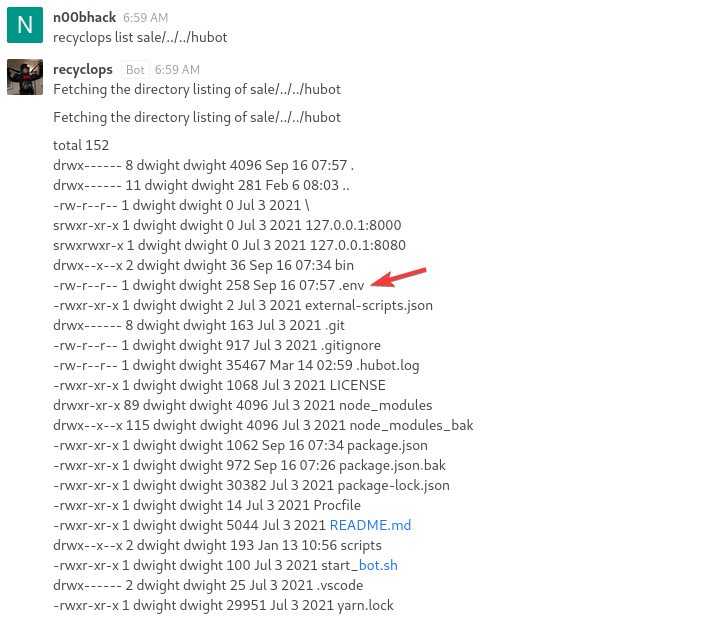 N
n00bhack 6:59 AM
recyclops list sale/../../hubot
recyclops Bot 6:59 AM
Fetching the directory listing of sale/../../hubot
Fetching the directory listing of sale/../../hubot
total 152
drwx------ 8 dwight dwight 4096 Sep 16 07:57 .
drwx------ 11 dwight dwight 281 Feb 6 08:03 ..
-rw-r--r-- 1 dwight dwight 0 Jul 3 2021 \
srwxr-xr-x 1 dwight dwight 0 Jul 3 2021 127.0.0.1:8000
srwxrwxr-x 1 dwight dwight 0 Jul 3 2021 127.0.0.1:8080
drwx--x--x 2 dwight dwight 36 Sep 16 07:34 bin
-rw-r--r-- 1 dwight dwight 258 Sep 16 07:57 .env
-rwxr-xr-x 1 dwight dwight 2 Jul 3 2021 external-scripts.json
drwx------ 8 dwight dwight 163 Jul 3 2021 .git
-rw-r--r-- 1 dwight dwight 917 Jul 3 2021 .gitignore
-rw-r--r-- 1 dwight dwight 35467 Mar 14 02:59 .hubot.log
-rwxr-xr-x 1 dwight dwight 1068 Jul 3 2021 LICENSE
drwxr-xr-x 89 dwight dwight 4096 Jul 3 2021 node_modules
drwx--x--x 115 dwight dwight 4096 Jul 3 2021 node_modules_bak
-rwxr-xr-x 1 dwight dwight 1062 Sep 16 07:34 package.json
-rwxr-xr-x 1 dwight dwight 972 Sep 16 07:26 package.json.bak
-rwxr-xr-x 1 dwight dwight 30382 Jul 3 2021 package-lock.json
-rwxr-xr-x 1 dwight dwight 14 Jul 3 2021 Procfile
-rwxr-xr-x 1 dwight dwight 5044 Jul 3 2021 README.md
drwx--x--x 2 dwight dwight 193 Jan 13 10:56 scripts
-rwxr-xr-x 1 dwight dwight 100 Jul 3 2021 start_bot.sh
drwx------ 2 dwight dwight 25 Jul 3 2021 .vscode
-rwxr-xr-x 1 dwight dwight 29951 Jul 3 2021 yarn.lock